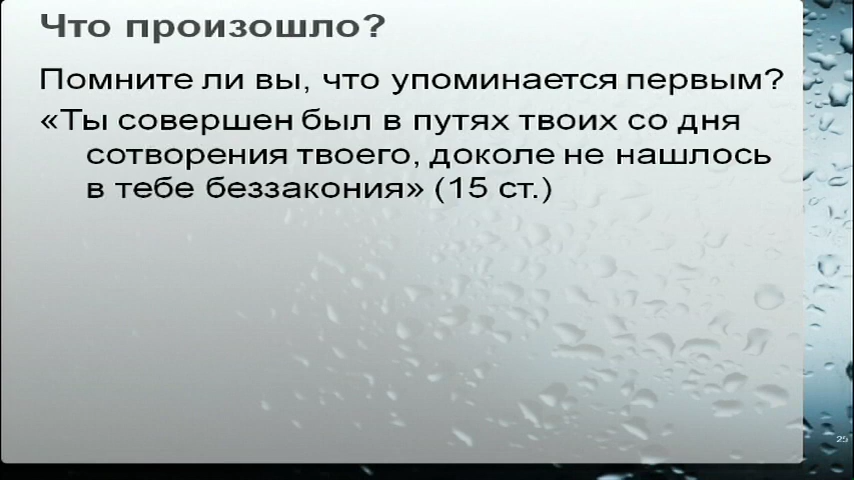 Что произошло?
Помните ли вы, что упоминается первым?
«Ты совершен был в путях твоих со дня
сотворения твоего, доколе не нашлось
в тебе беззакония» (15 ст.)